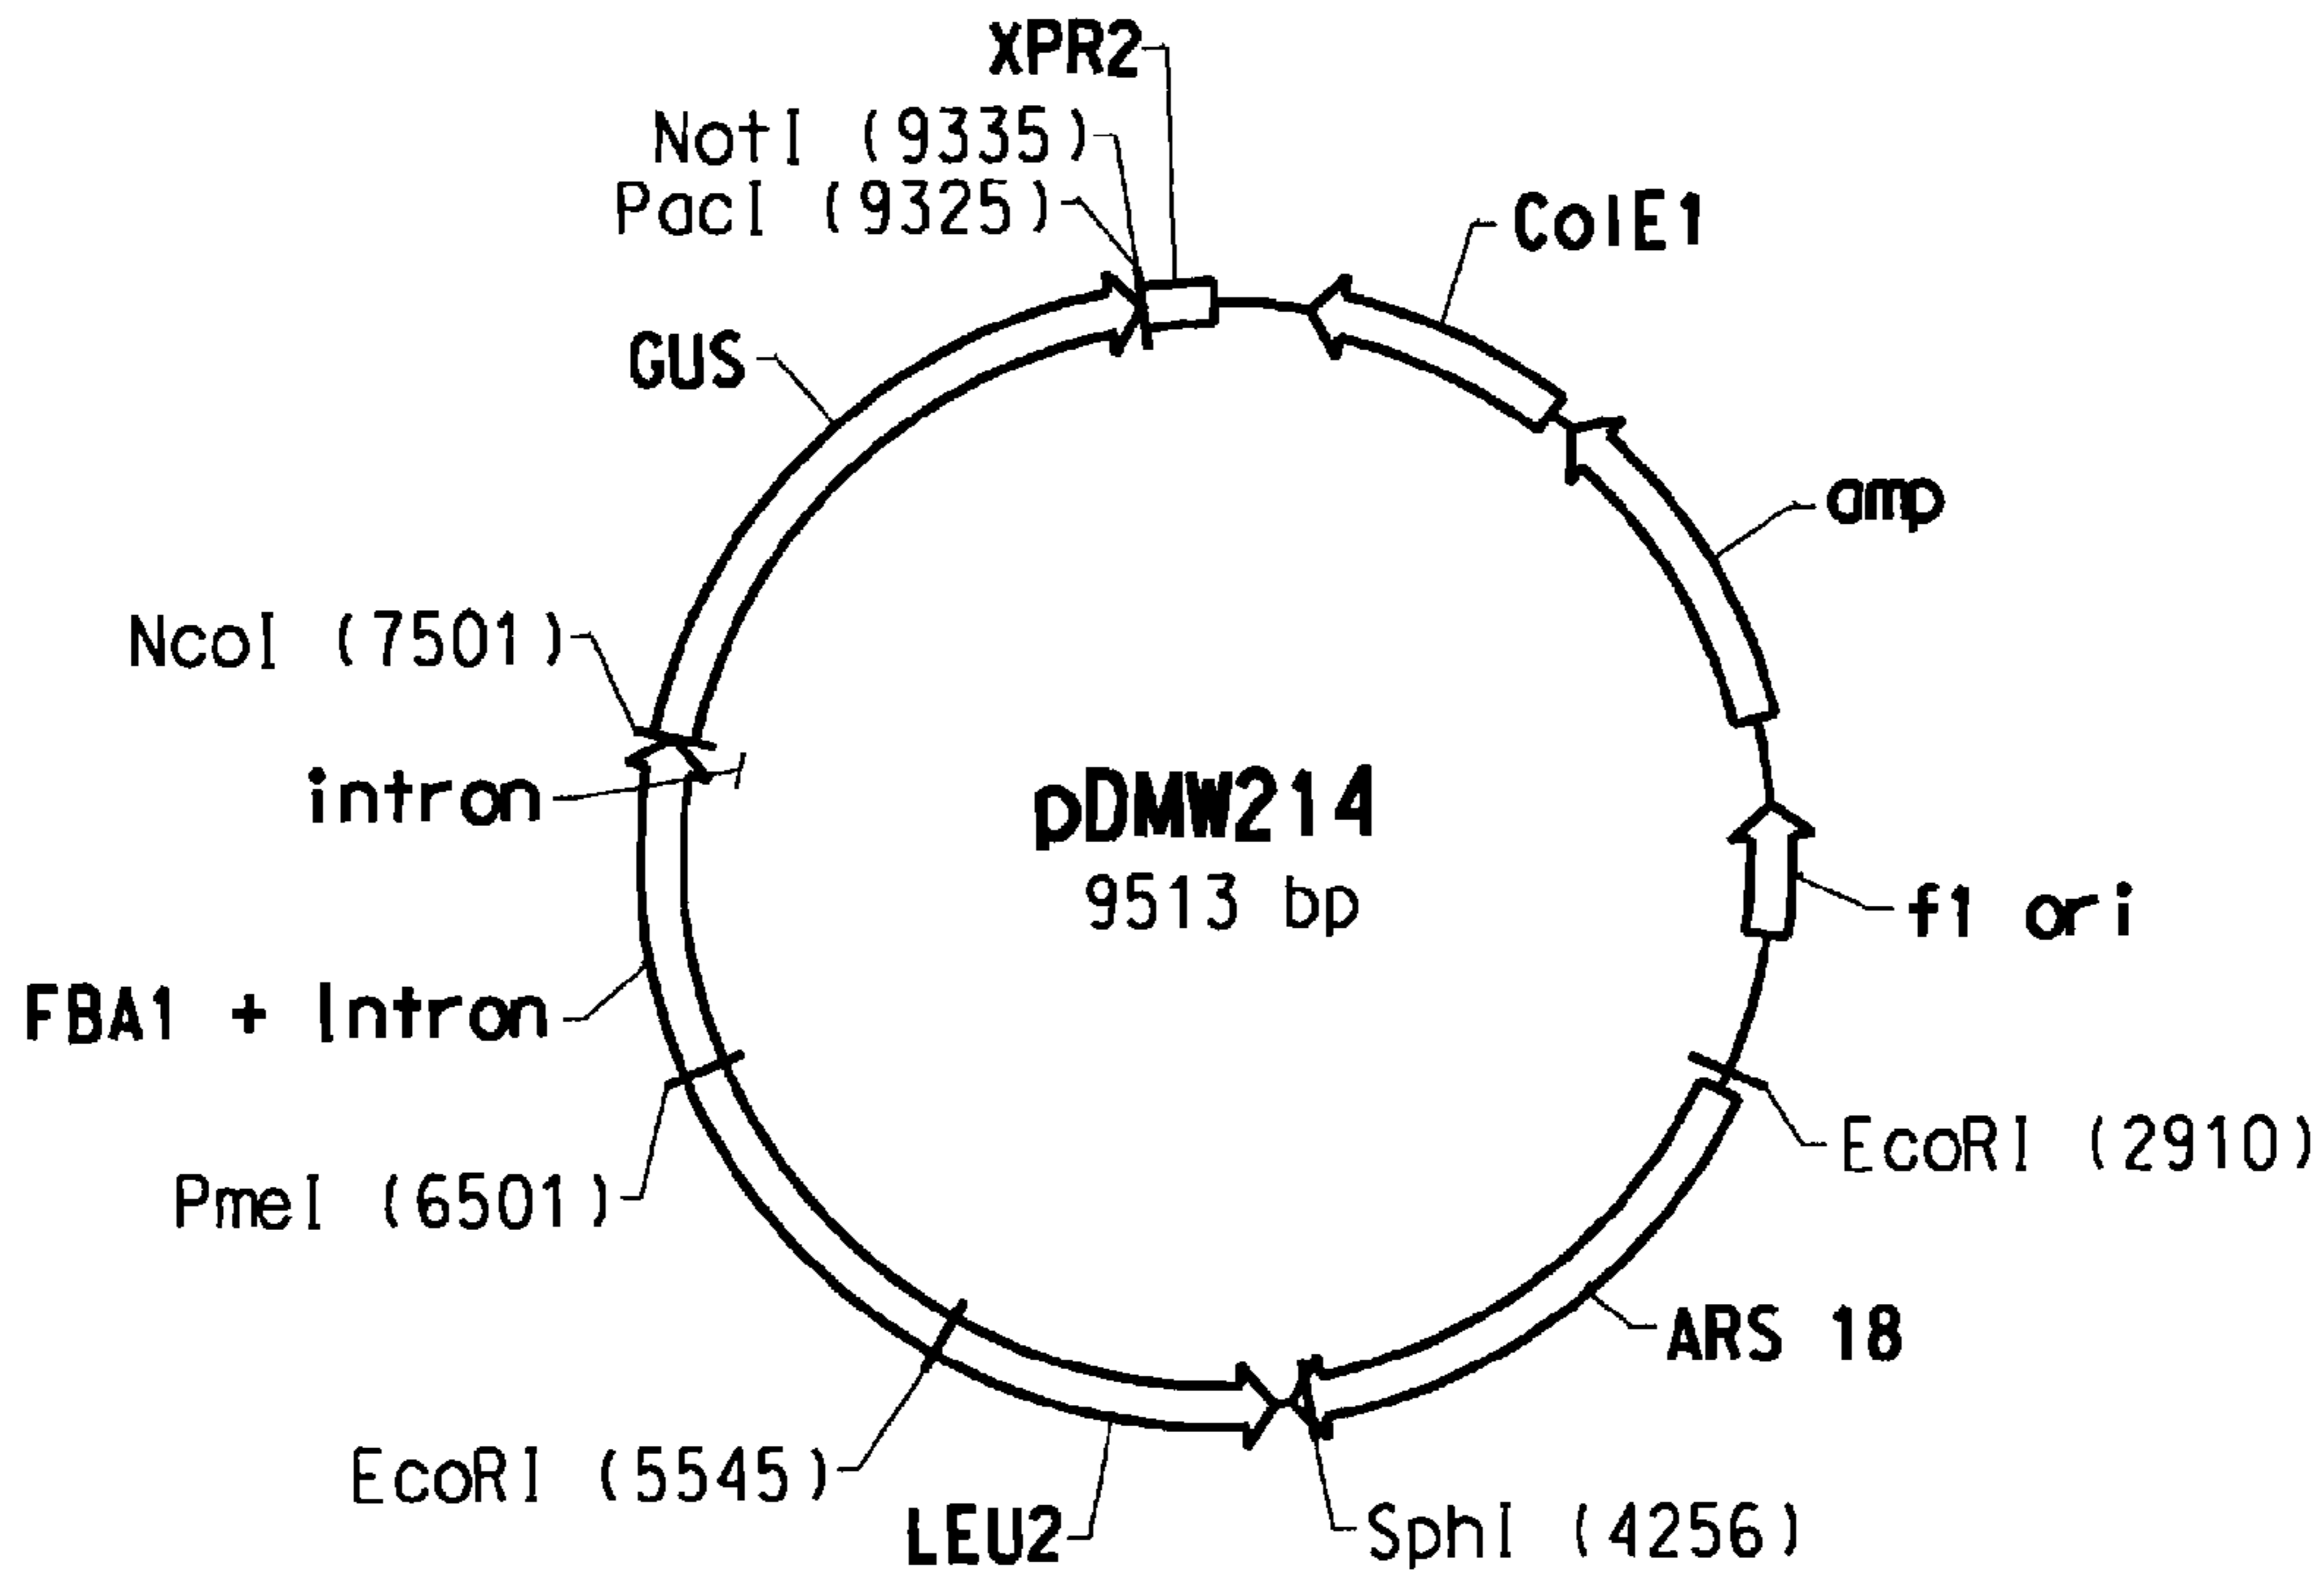 XPR2
NotI (9335)
PacI (9325)
ColE1
GUS
amp
NcoI (7501)
intron
pDMW214
9513 bp
f1 ori
FBA1 + Intron
EcoRI (2910)
PmeI (6501)
ARS 18
EcoRI (5545)
LEU2
SphI (4256)